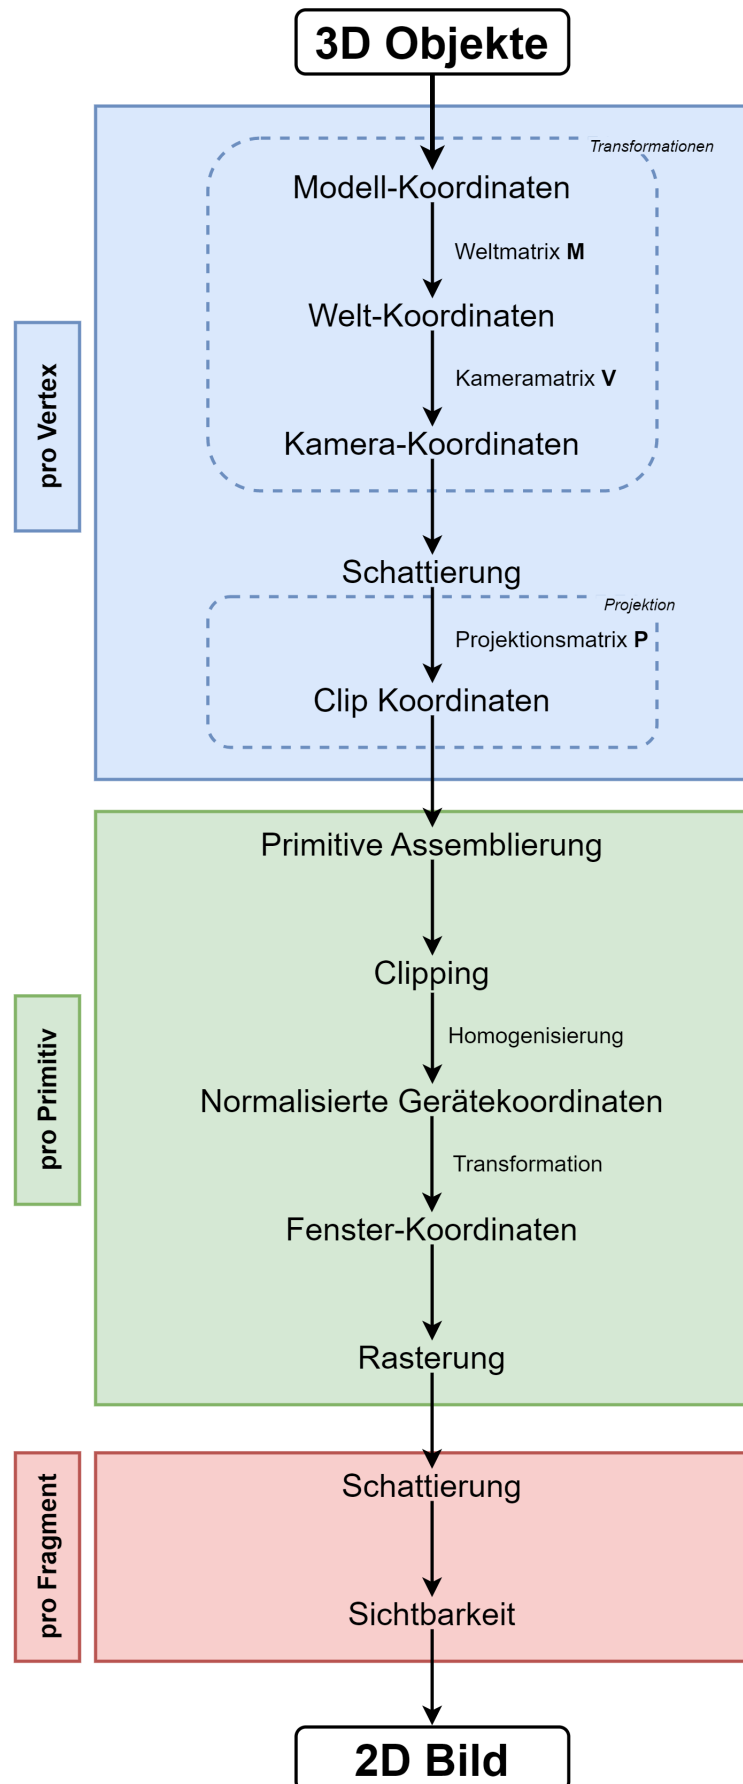 3D Objekte
Transformationen
Modell-Koordinaten
Weltmatrix M
Welt-Koordinaten
Kameramatrix V
Kamera-Koordinaten
pro Vertex
Schattierung
Projektion
Projektionsmatrix P
Clip Koordinaten
Primitive Assemblierung
Clipping
Homogenisierung
pro Primitiv
Normalisierte Gerätekoordinaten
Transformation
Fenster-Koordinaten
Rasterung
Schattierung
pro Fragment
Sichtbarkeit
2D Bild